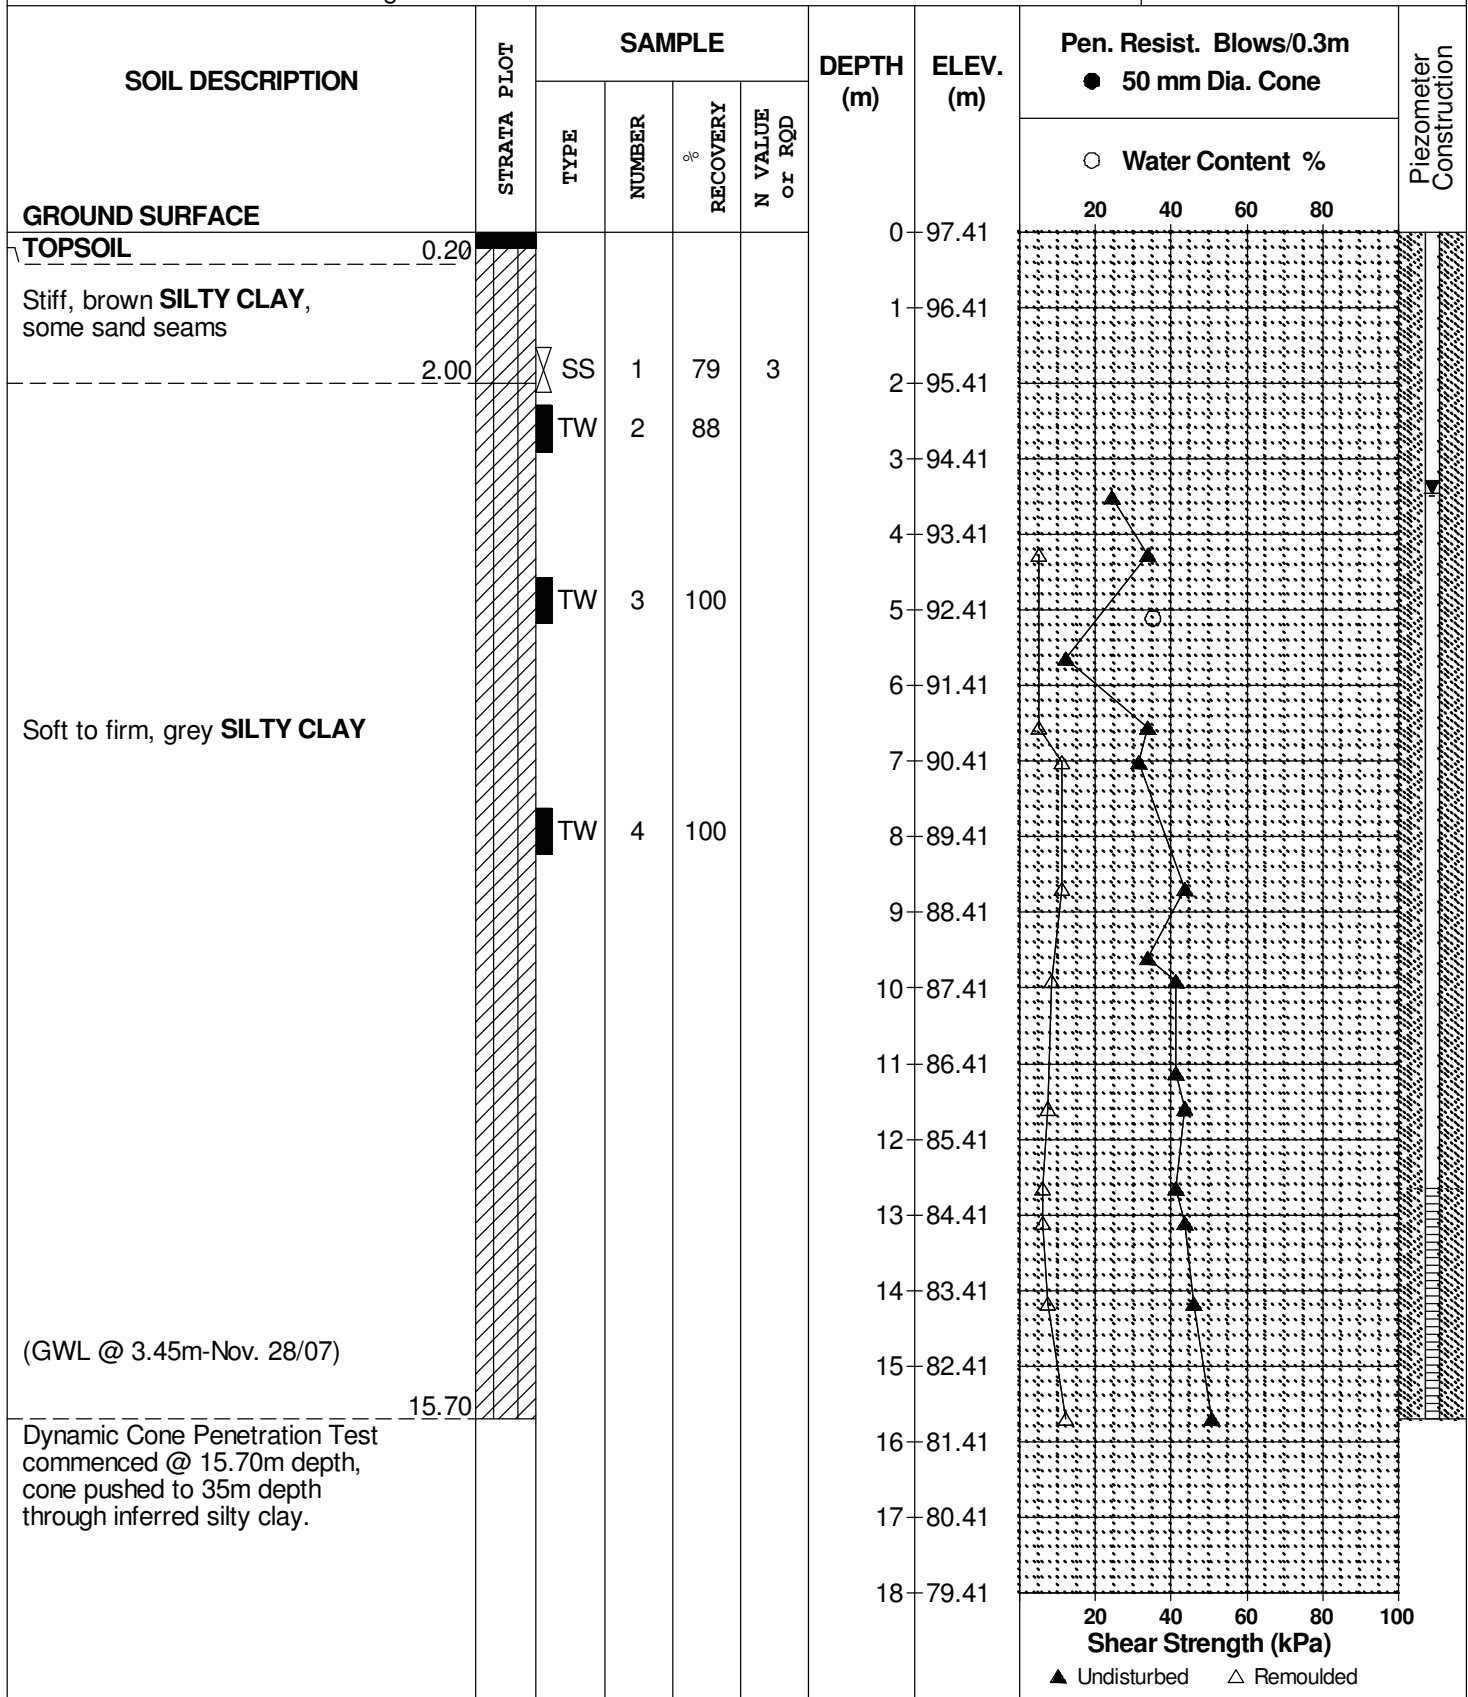 SOIL DESCRIPTION
STRATA PLOT
SAMPLE
TYPE
NUMBER
%
RECOVERY
N VALUE
or RQD
DEPTH
(m)
ELEV.
(m)
Pen. Resist. Blows/0.3m
● 50 mm Dia. Cone
○ Water Content %
Piezometer
Construction
20 40 60 80
GROUND SURFACE
0 97.41
TOPSOIL 0.20
Stiff, brown SILTY CLAY,
some sand seams
1 96.41
2.00
SS 1 79 3
2 95.41
TW 2 88
3 94.41
4 93.41
TW 3 100
5 92.41
6 91.41
Soft to firm, grey SILTY CLAY
7 90.41
TW 4 100
8 89.41
9 88.41
10 87.41
11 86.41
12 85.41
13 84.41
14 83.41
(GWL @ 3.45m-Nov. 28/07)
15 82.41
15.70
Dynamic Cone Penetration Test
commenced @ 15.70m depth,
cone pushed to 35m depth
through inferred silty clay.
16 81.41
17 80.41
18 79.41
20 40 60 80 100
Shear Strength (kPa)
▲ Undisturbed △ Remoulded